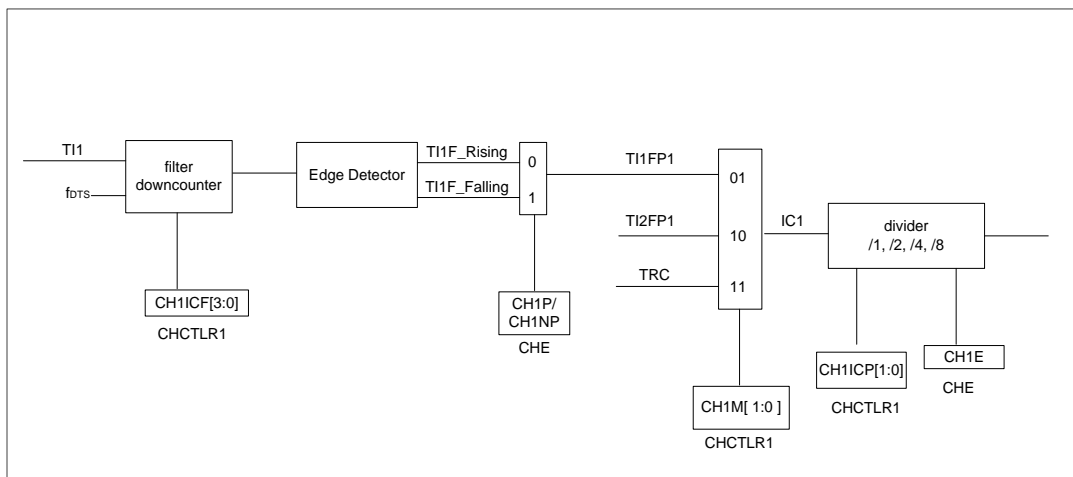 TI1
fDTS
filter
downcounter
CH1ICF[3:0]
CHCTLR1
Edge Detector
TI1F_Rising
TI1F_Falling
0
1
CH1P/
CH1NP
CHE
TI1FP1
TI2FP1
TRC
01
10
11
CH1M[ 1:0 ]
CHCTLR1
IC1
divider
/1, /2, /4, /8
CH1ICP[1:0]
CHCTLR1
CH1E
CHE